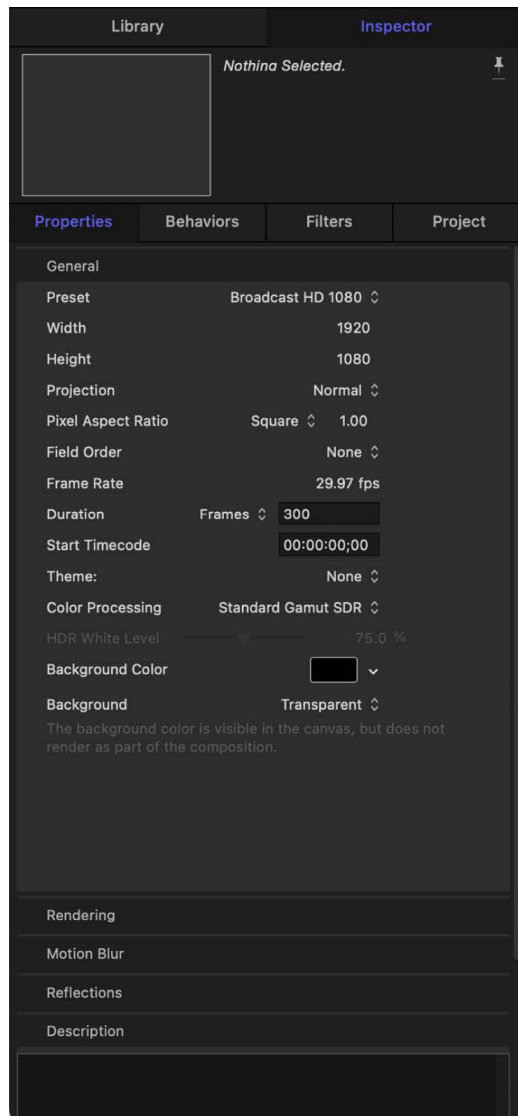 Library Inspector
Nothing Selected.
Properties Behaviors Filters Project
General
Preset Broadcast HD 1080
Width 1920
Height 1080
Projection Normal
Pixel Aspect Ratio Square 1.00
Field Order None
Frame Rate 29.97 fps
Duration Frames 300
Start Timecode 00:00:00;00
Theme: None
Color Processing Standard Gamut SDR
HDR White Level 75.0 %
Background Color
Background Transparent
The background color is visible in the canvas, but does not
render as part of the composition.
Rendering
Motion Blur
Reflections
Description